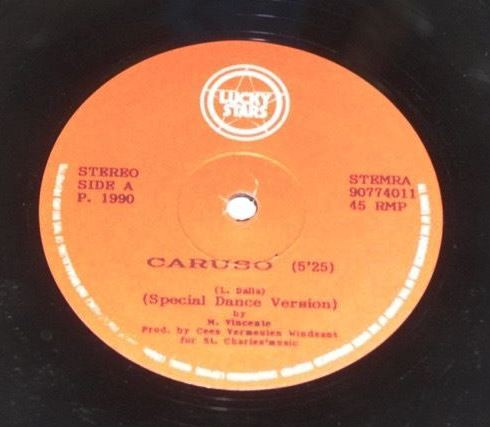 LUCKY
STARS
STEREO
SIDE A
P. 1990
STEMRA
90774011
45 RMP
CARUSO (5'25)
(L. Dalla)
(Special Dance Version)
by
M. Vincente
Prod. by Cees Vermeulen Windsant
for St. Charles'music